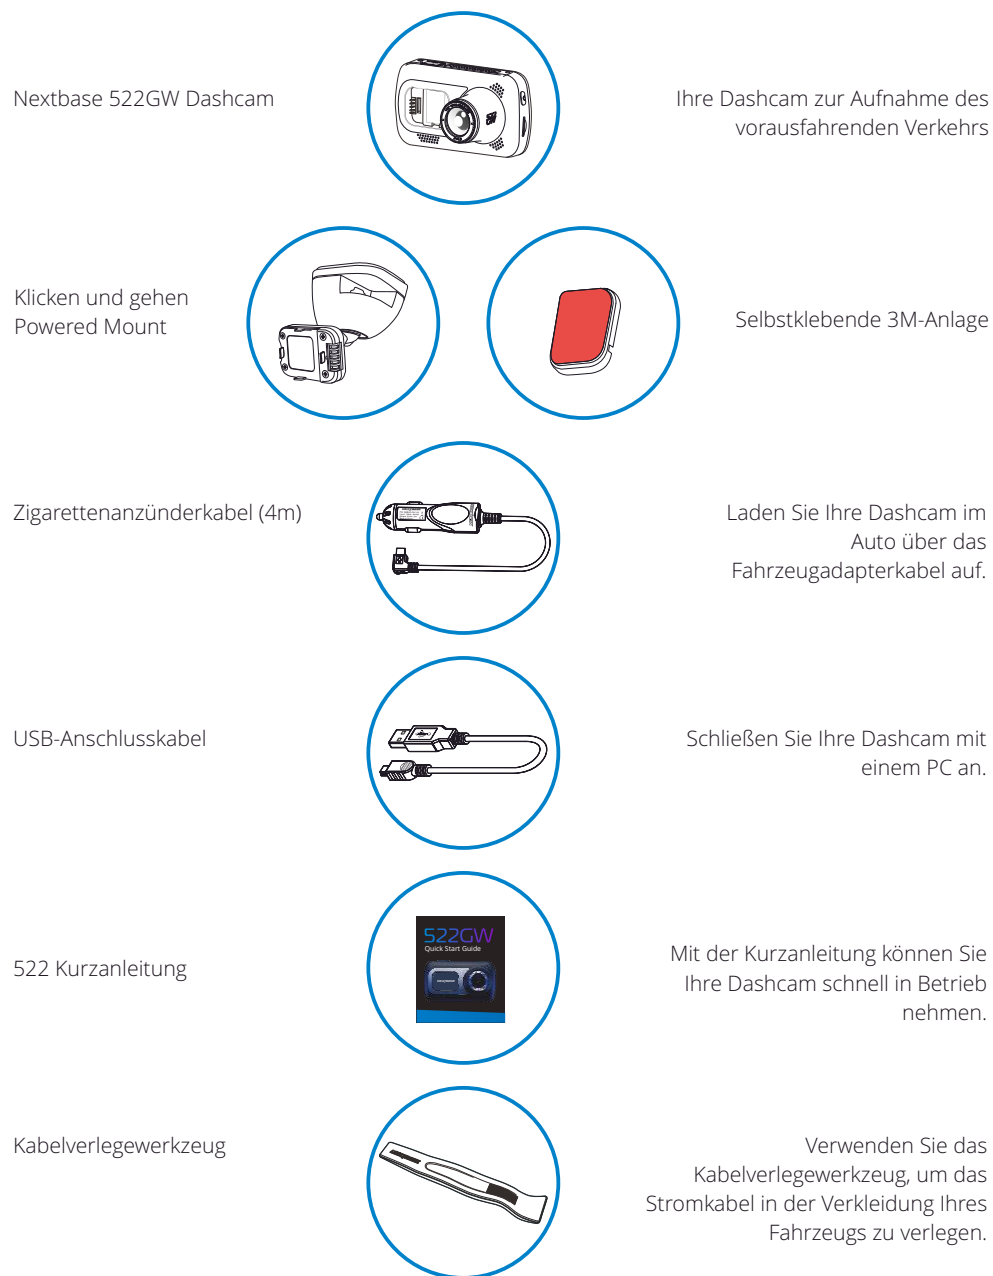 Nextbase 522GW Dashcam
Ihre Dashcam zur Aufnahme des
vorausfahrenden Verkehrs
Klicken und gehen
Powered Mount
Selbstklebende 3M-Anlage
Zigarettenanzünderkabel (4m)
Laden Sie Ihre Dashcam im
Auto über das
Fahrzeugadapterkabel auf.
USB-Anschlusskabel
Schließen Sie Ihre Dashcam mit
einem PC an.
522GW
Quick Start Guide
522 Kurzanleitung
Mit der Kurzanleitung können Sie
Ihre Dashcam schnell in Betrieb
nehmen.
Kabelverlegewerkzeug
Verwenden Sie das
Kabelverlegewerkzeug, um das
Stromkabel in der Verkleidung Ihres
Fahrzeugs zu verlegen.